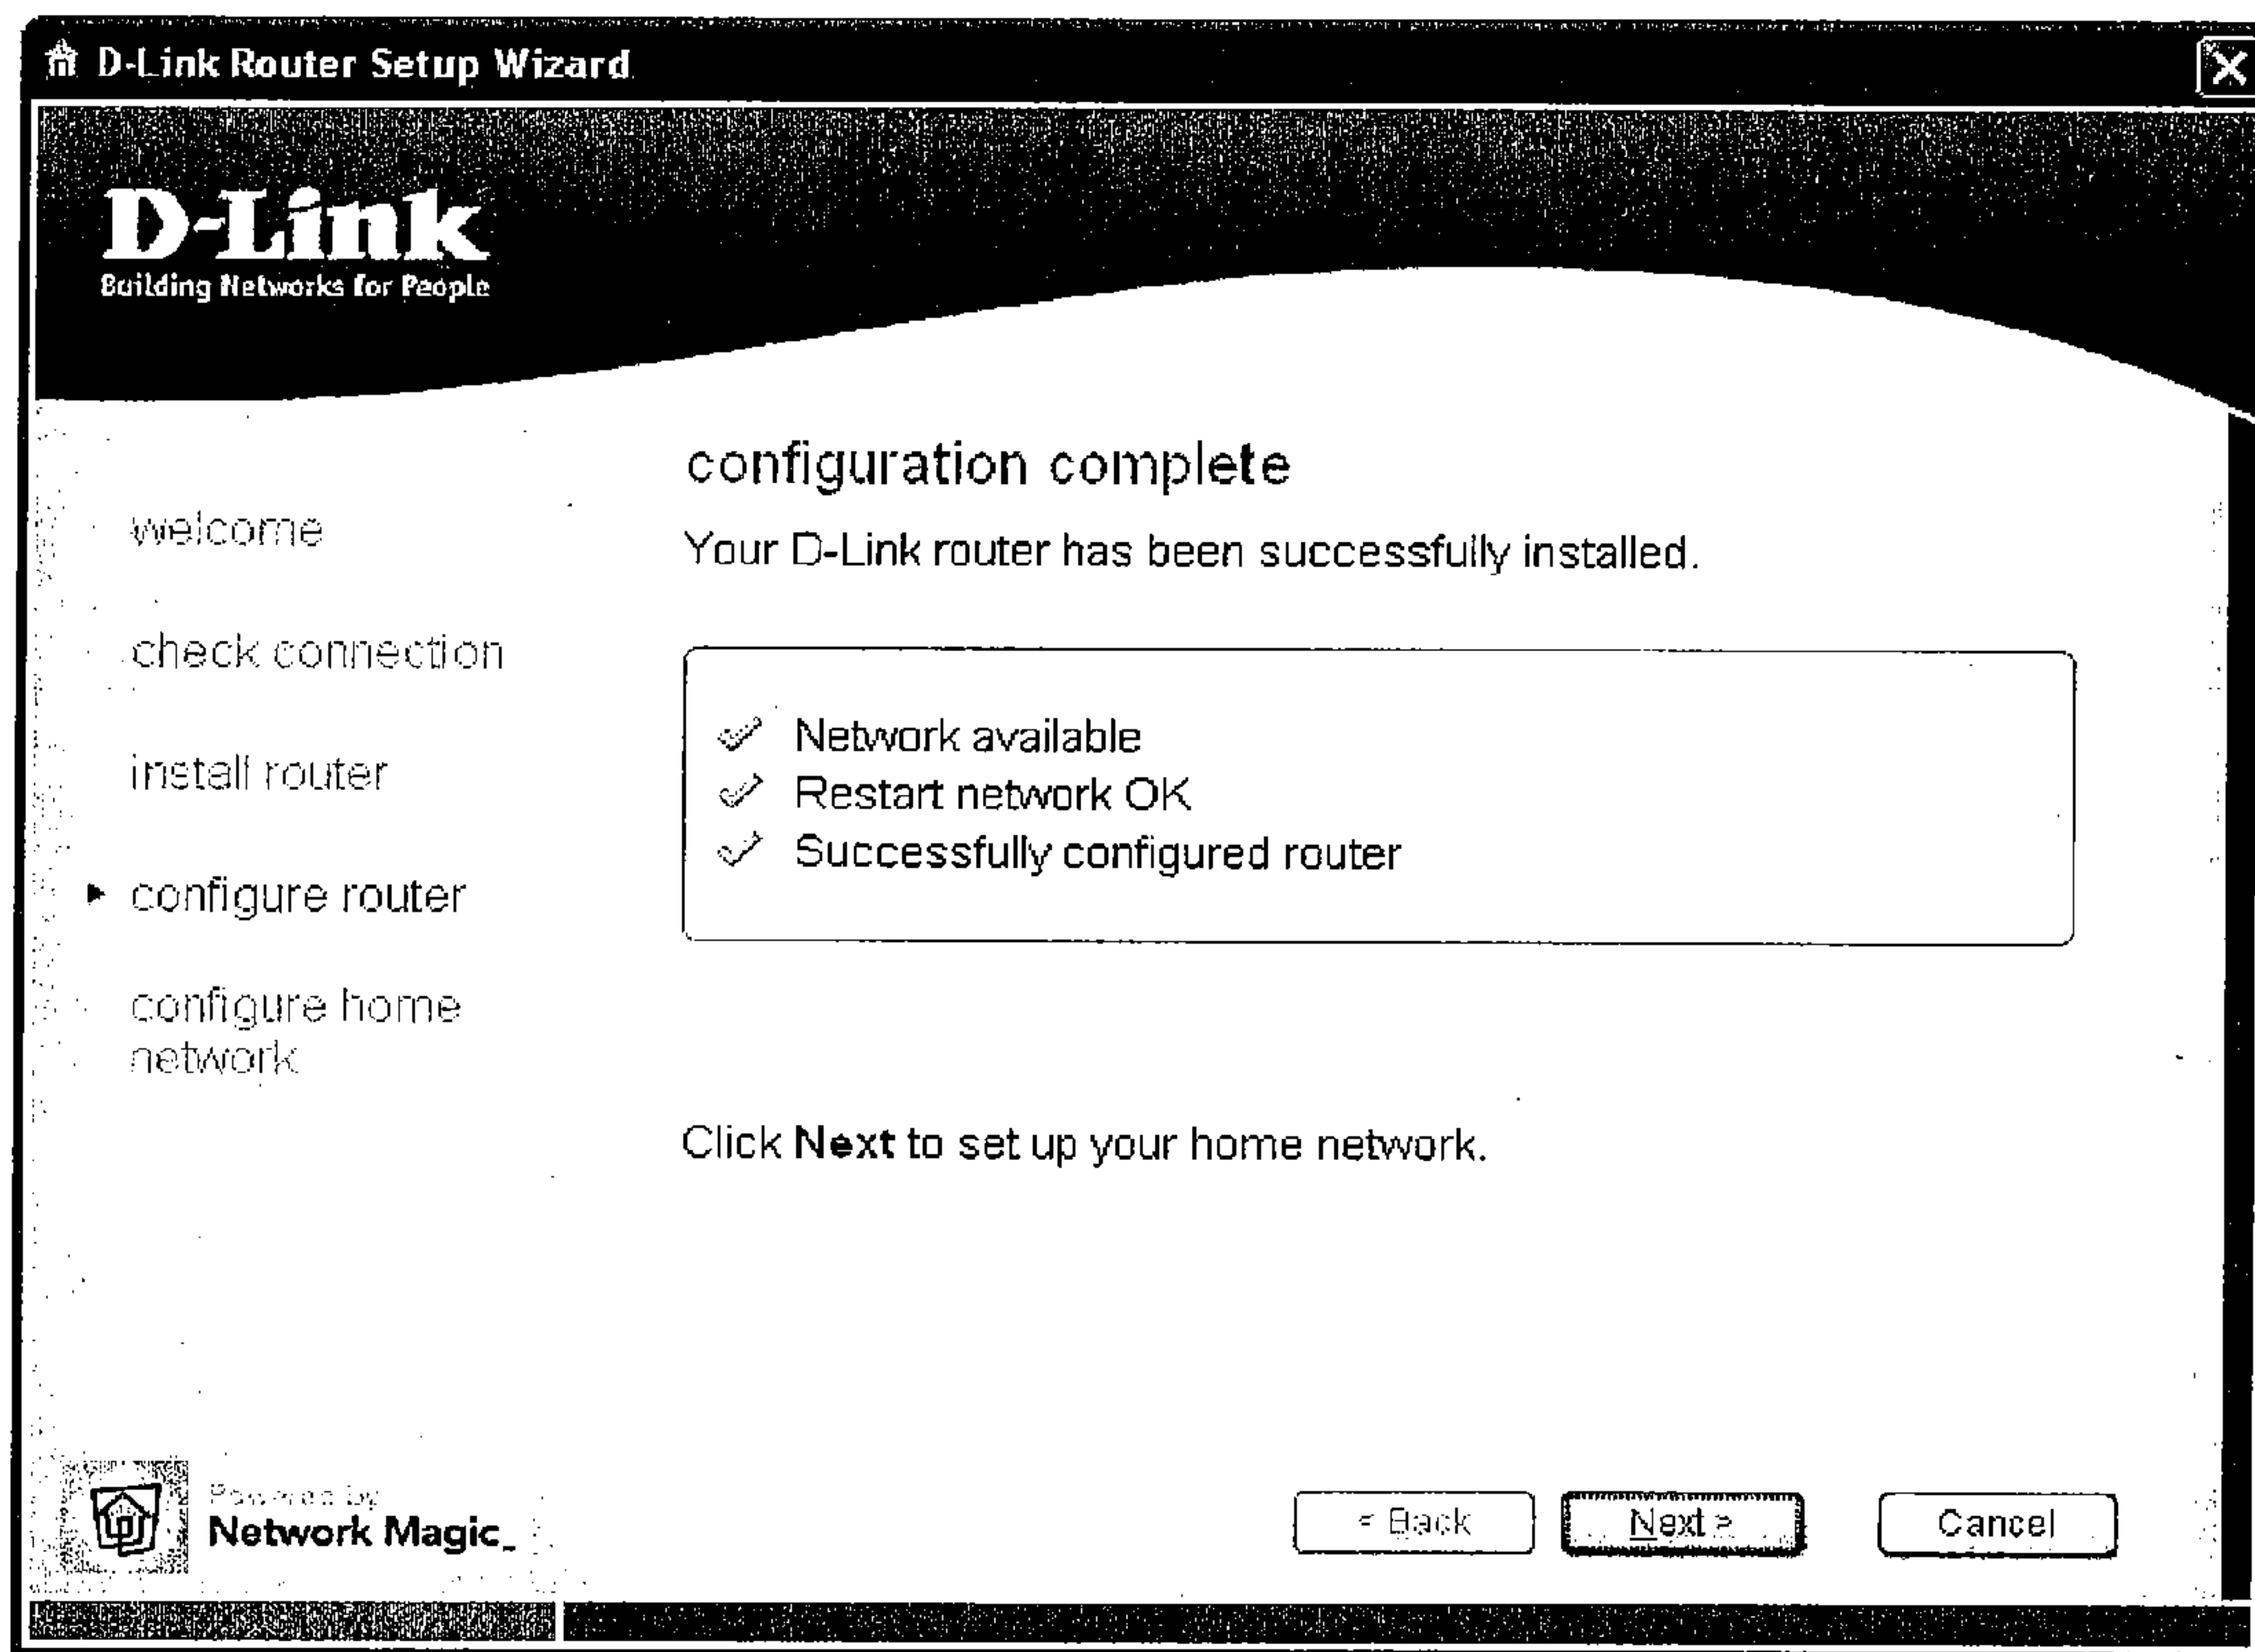 D-Link Router Setup Wizard
D-Link
Building Networks for People
welcome
check connection
install router
configure router
configure home
network
configuration complete
Your D-Link router has been successfully installed.
Network available
Restart network OK
Successfully configured router
Click Next to set up your home network.
Powered by
Network Magic
< Back
Next >
Cancel